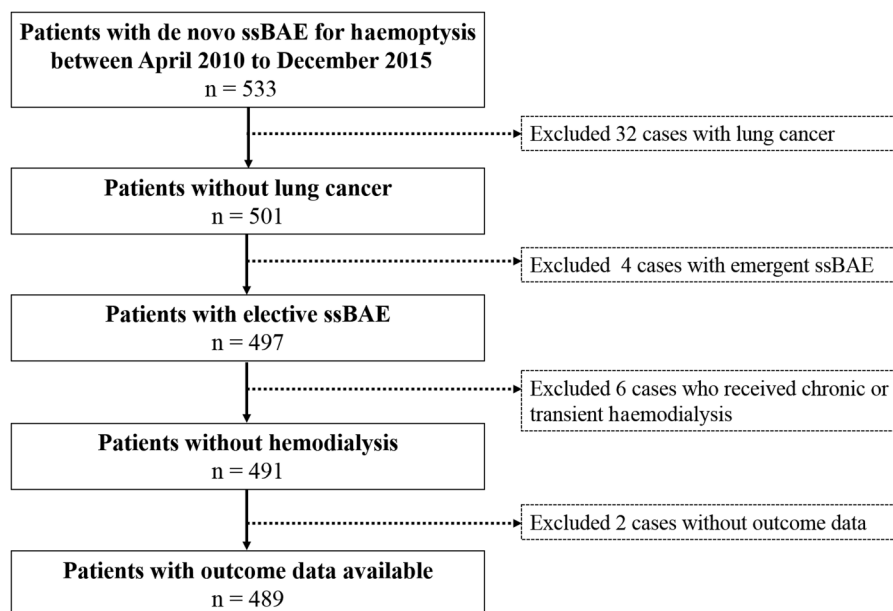 Patients with de novo ssBAE for haemoptysis
between April 2010 to December 2015
n = 533
Excluded 32 cases with lung cancer
Patients without lung cancer
n = 501
Excluded  4 cases with emergent ssBAE
Patients with elective ssBAE
n = 497
Excluded 6 cases who received chronic or
transient haemodialysis
Patients without hemodialysis
n = 491
Excluded 2 cases without outcome data
Patients with outcome data available
n = 489